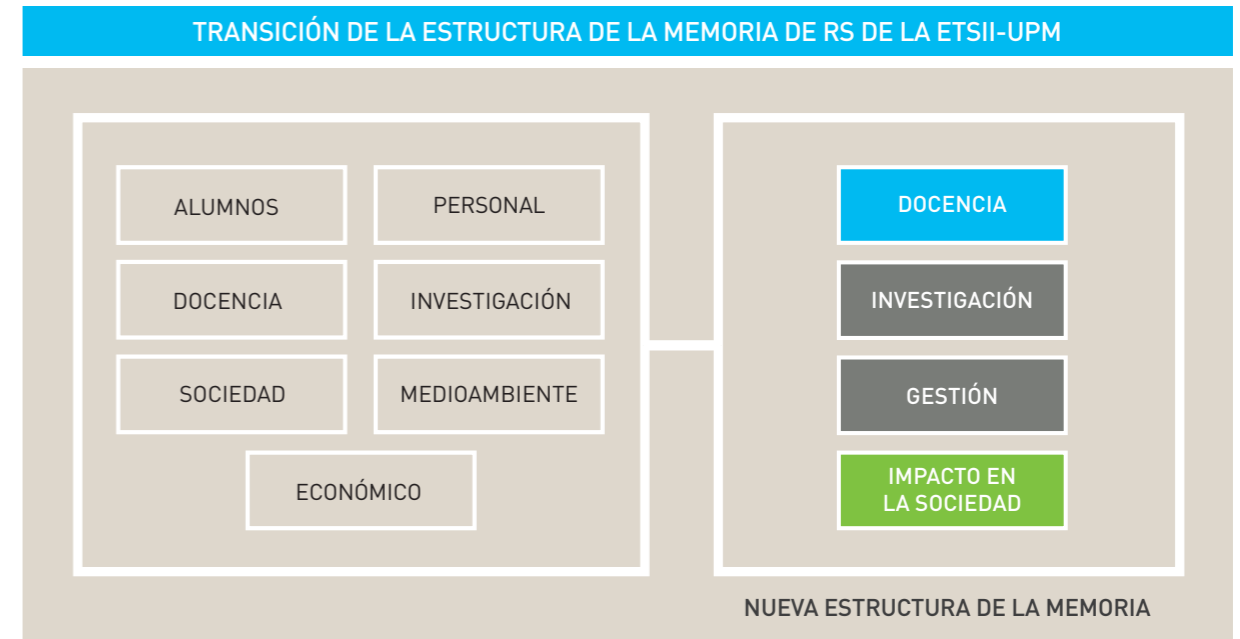 TRANSICIÓN DE LA ESTRUCTURA DE LA MEMORIA DE RS DE LA ETSII-UPM
ALUMNOS
PERSONAL
DOCENCIA
INVESTIGACIÓN
SOCIEDAD
MEDIOAMBIENTE
ECONÓMICO
DOCENCIA
INVESTIGACIÓN
GESTIÓN
IMPACTO EN
LA SOCIEDAD
NUEVA ESTRUCTURA DE LA MEMORIA